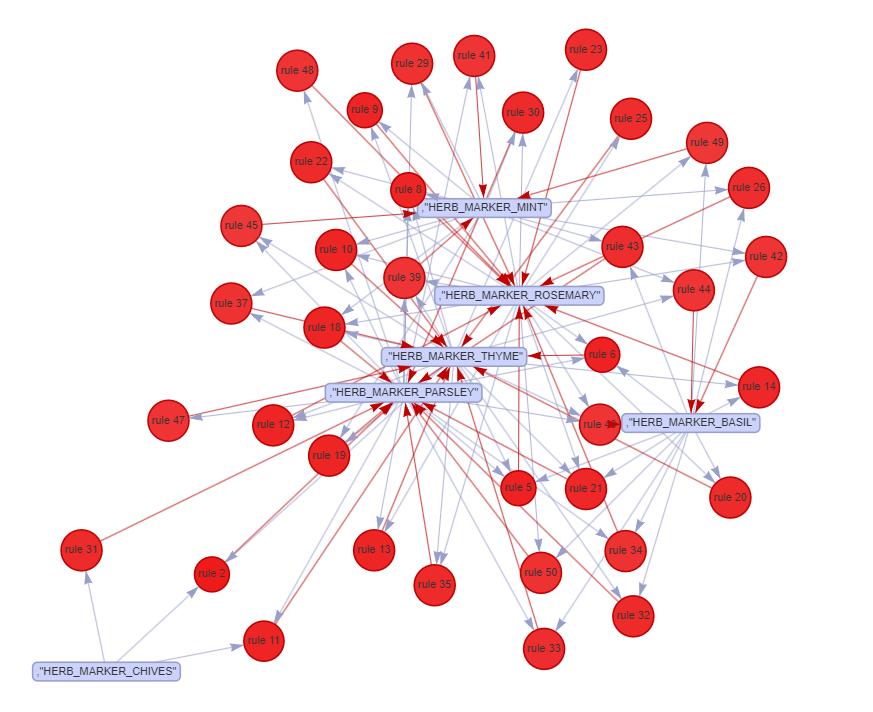 rule 23
rule 41
rule 29
rule 48
rule 9
rule 30
rule 25
rule 49
rule 22
rule 8
rule 26
,"HERB_MARKER_MINT"
rule 45
rule 10
rule 43
rule 42
rule 39
rule 44
,"HERB_MARKER_ROSEMARY"
rule 37
rule 18
,"HERB_MARKER_THYME"
rule 6
rule 14
,"HERB_MARKER_PARSLEY"
rule 47
rule 12
,"HERB_MARKER_BASIL"
rule 19
rule 5
rule 21
rule 20
rule 31
rule 13
rule 34
rule 2
rule 35
rule 50
rule 32
rule 11
rule 33
,"HERB_MARKER_CHIVES"